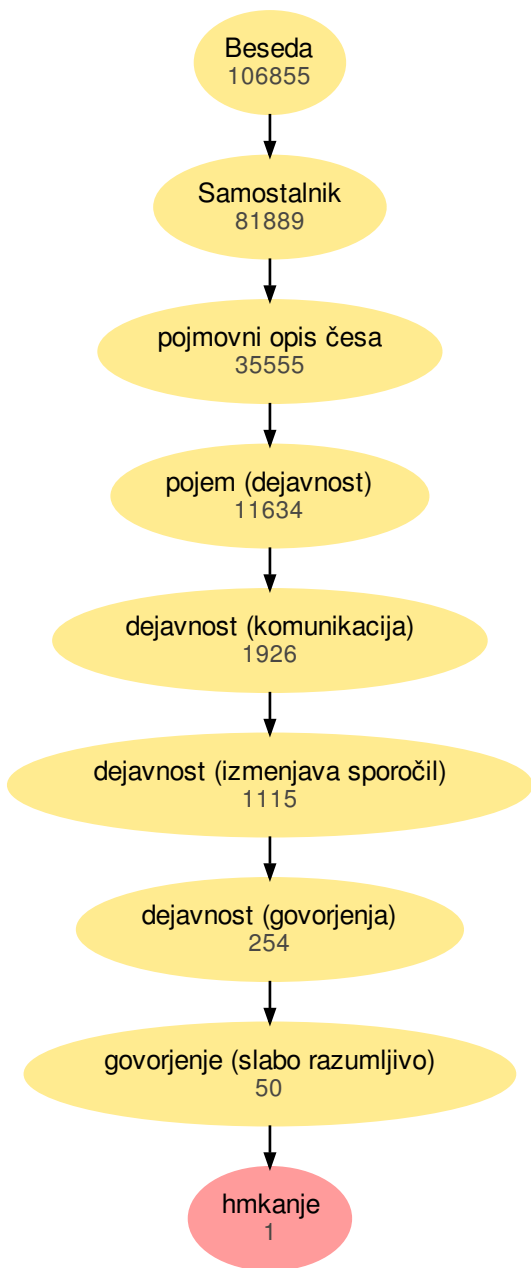 Beseda
106855
Samostalnik
81889
pojmovni opis česa
35555
pojem (dejavnost)
11634
dejavnost (komunikacija)
1926
dejavnost (izmenjava sporočil)
1115
dejavnost (govorjenja)
254
govorjenje (slabo razumljivo)
50
hmkanje
1